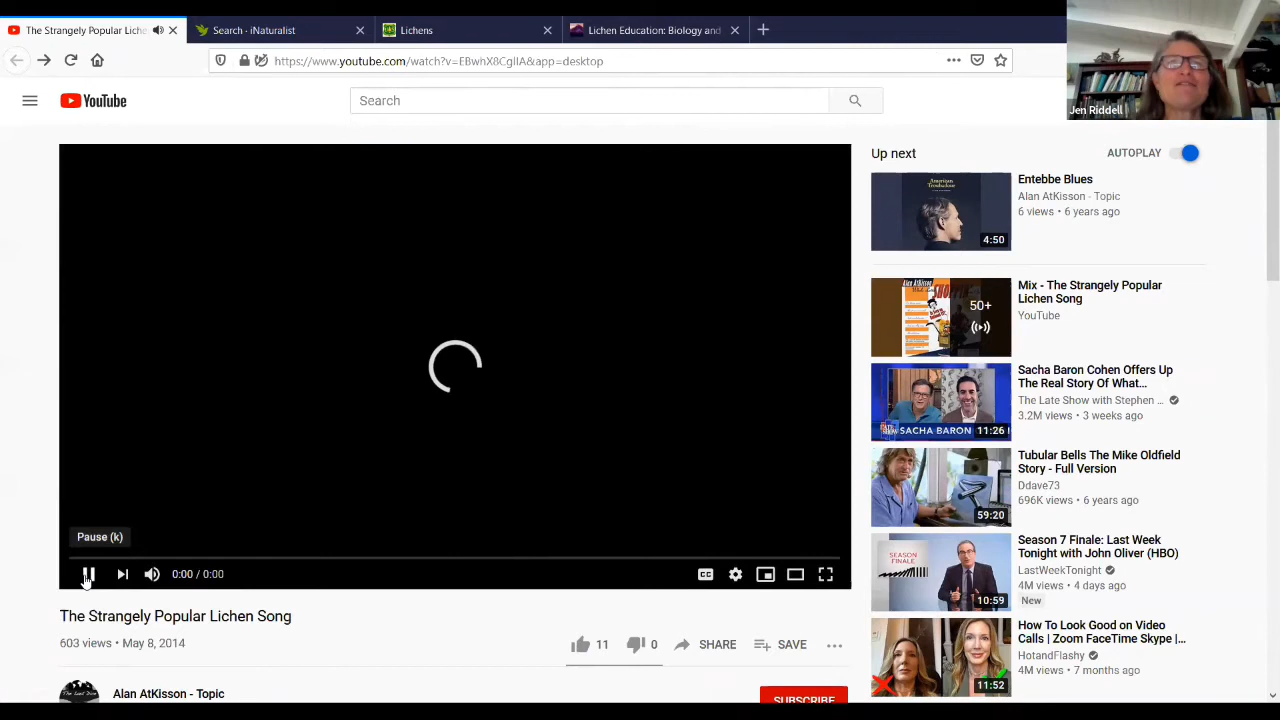 The Strangely Popular Liche
Search · iNaturalist
Lichens
Lichen Education: Biology and
https://www.youtube.com/watch?v=EBwhX8CglIA&app=desktop
Jen Riddell
YouTube
Search
Up next
AUTOPLAY
Entebbe Blues
Alan AtKisson - Topic
6 views • 6 years ago
4:50
Mix - The Strangely Popular
Lichen Song
YouTube
50+
Sacha Baron Cohen Offers Up
The Real Story Of What...
The Late Show with Stephen ...
3.2M views • 3 weeks ago
SACHA BARON
11:26
Tubular Bells The Mike Oldfield
Story - Full Version
Ddave73
696K views • 6 years ago
59:20
Season 7 Finale: Last Week
Tonight with John Oliver (HBO)
LastWeekTonight
4M views • 4 days ago
New
SEASON
FINALE
10:59
How To Look Good on Video
Calls | Zoom FaceTime Skype |...
HotandFlashy
4M views • 7 months ago
11:52
Pause (k)
0:00 / 0:00
CC
The Strangely Popular Lichen Song
603 views • May 8, 2014
11
0
SHARE
SAVE
Alan AtKisson - Topic
SUBSCRIBE